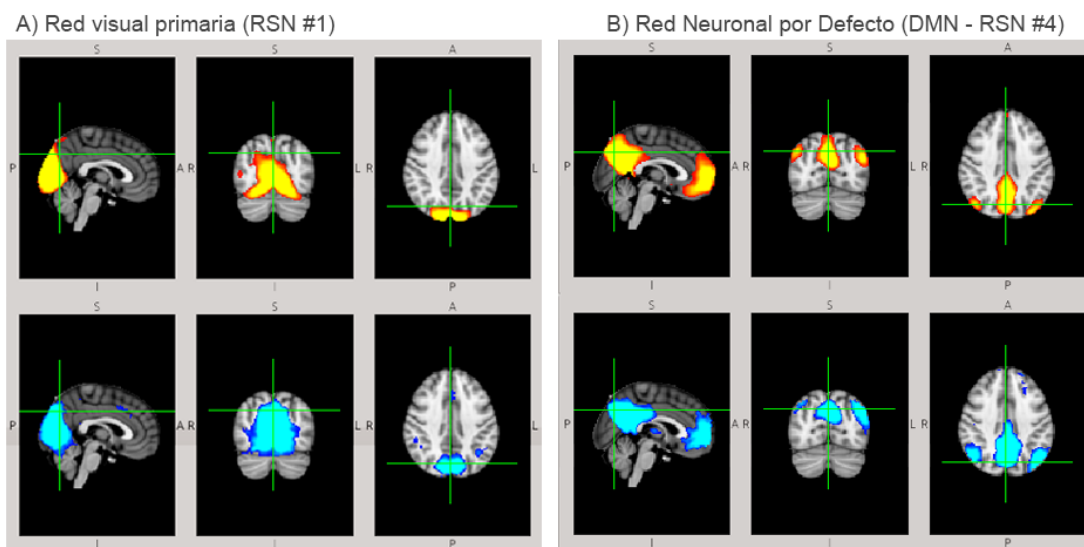 A) Red visual primaria (RSN #1)
B) Red Neuronal por Defecto (DMN - RSN #4)
S S A
P A R L R L
I I P
S S A
P A R L R L
I I P
S S A
P A R L R L
I I P
S S A
P A R L R L
I I P